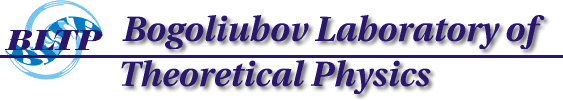 BLTP
Bogoliubov Laboratory of
Theoretical Physics